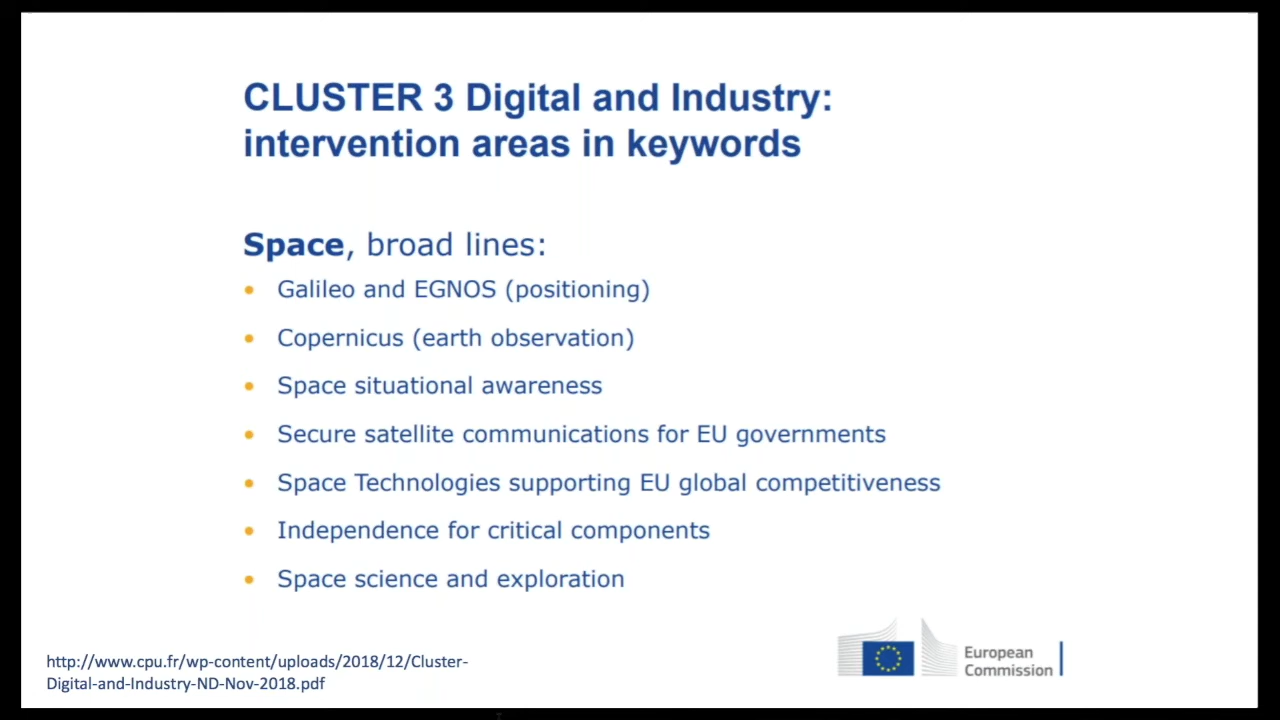 CLUSTER 3 Digital and Industry:
intervention areas in keywords
Space, broad lines:
• Galileo and EGNOS (positioning)
• Copernicus (earth observation)
• Space situational awareness
• Secure satellite communications for EU governments
• Space Technologies supporting EU global competitiveness
• Independence for critical components
• Space science and exploration
http://www.cpu.fr/wp-content/uploads/2018/12/Cluster-
Digital-and-Industry-ND-Nov-2018.pdf
European
Commission